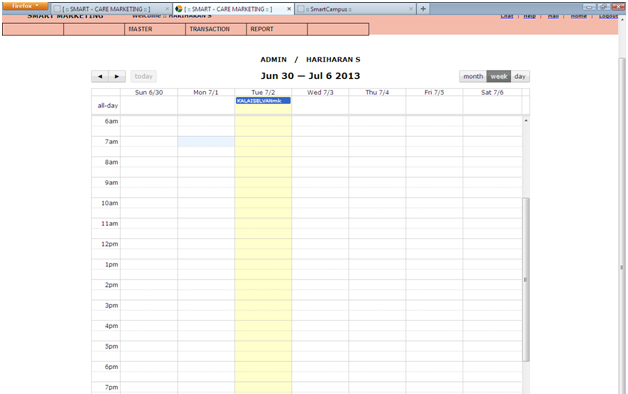 Firefox
[ :: SMART - CARE MARKETING :: ]
[ :: SMART - CARE MARKETING :: ]
:: SmartCampus ::
SMART MARKETING Welcome :: HARIHARAN S Chat | Help | Mail | Home | Logout
MASTER TRANSACTION REPORT
ADMIN / HARIHARAN S
today Jun 30 — Jul 6 2013 month week day
Sun 6/30 Mon 7/1 Tue 7/2 Wed 7/3 Thu 7/4 Fri 7/5 Sat 7/6
all-day KALAISELVANmk
6am
7am
8am
9am
10am
11am
12pm
1pm
2pm
3pm
4pm
5pm
6pm
7pm